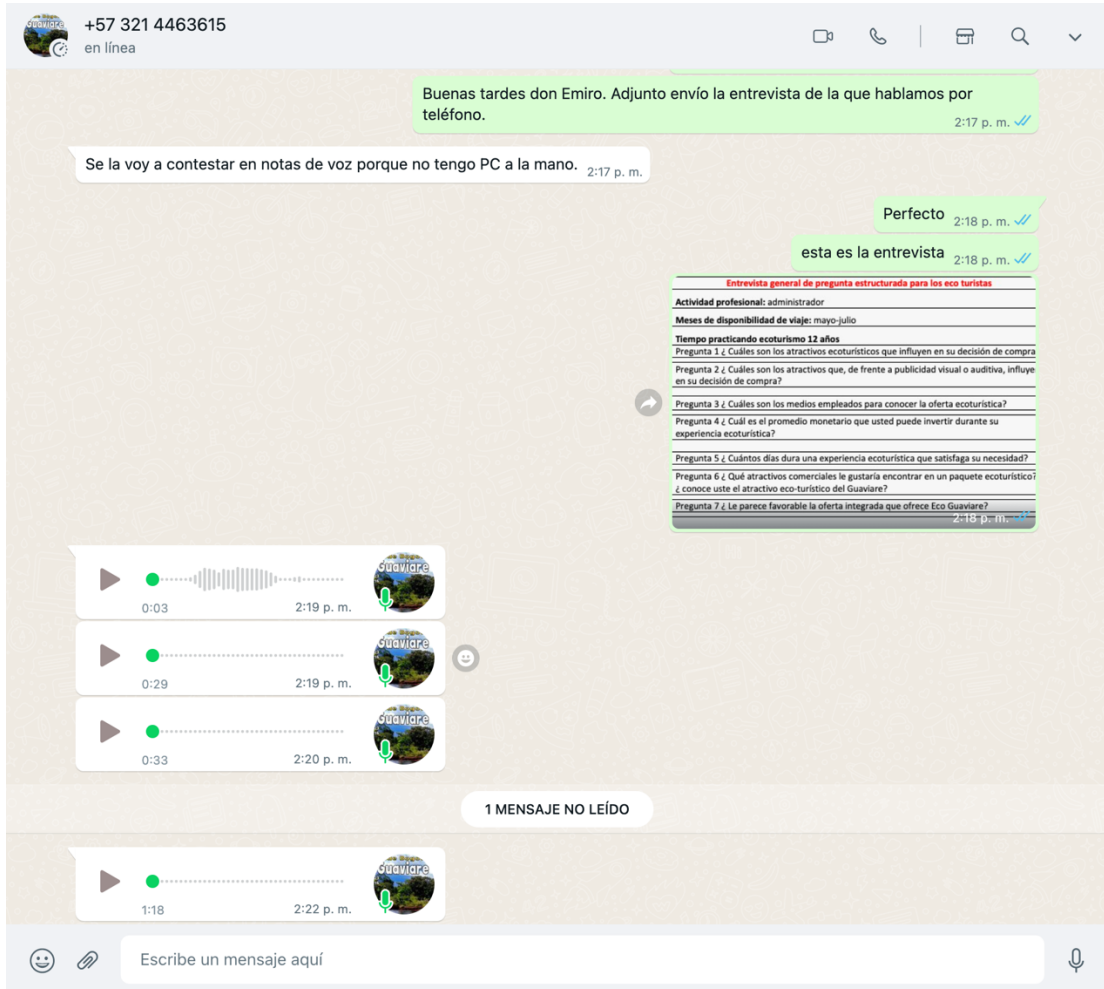 +57 321 4463615
en línea
Buenas tardes don Emiro. Adjunto envío la entrevista de la que hablamos por
teléfono.
2:17 p. m.
Se la voy a contestar en notas de voz porque no tengo PC a la mano. 2:17 p. m.
Perfecto 2:18 p. m.
esta es la entrevista 2:18 p. m.
Entrevista general de pregunta estructurada para los eco turistas
Actividad profesional: administrador
Meses de disponibilidad de viaje: mayo-julio
Tiempo practicando ecoturismo 12 años
Pregunta 1 ¿ Cuáles son los atractivos ecoturísticos que influyen en su decisión de compra
Pregunta 2 ¿ Cuáles son los atractivos que, de frente a publicidad visual o auditiva, influye
en su decisión de compra?
Pregunta 3 ¿ Cuáles son los medios empleados para conocer la oferta ecoturística?
Pregunta 4 ¿ Cuál es el promedio monetario que usted puede invertir durante su
experiencia ecoturística?
Pregunta 5 ¿ Cuántos días dura una experiencia ecoturística que satisfaga su necesidad?
Pregunta 6 ¿ Qué atractivos comerciales le gustaría encontrar en un paquete ecoturístico?
¿ conoce uste el atractivo eco-turístico del Guaviare?
Pregunta 7 ¿ Le parece favorable la oferta integrada que ofrece Eco Guaviare?
2:18 p. m.
Guaviare
0:03 2:19 p. m.
Guaviare
0:29 2:19 p. m.
Guaviare
0:33 2:20 p. m.
1 MENSAJE NO LEÍDO
Guaviare
1:18 2:22 p. m.
Escribe un mensaje aquí